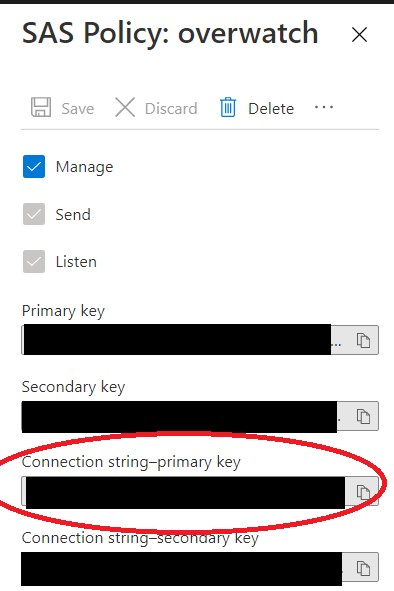 SAS Policy: overwatch
Save Discard Delete ...
Manage
Send
Listen
Primary key
...
Secondary key
.
Connection string–primary key
Connection string–secondary key